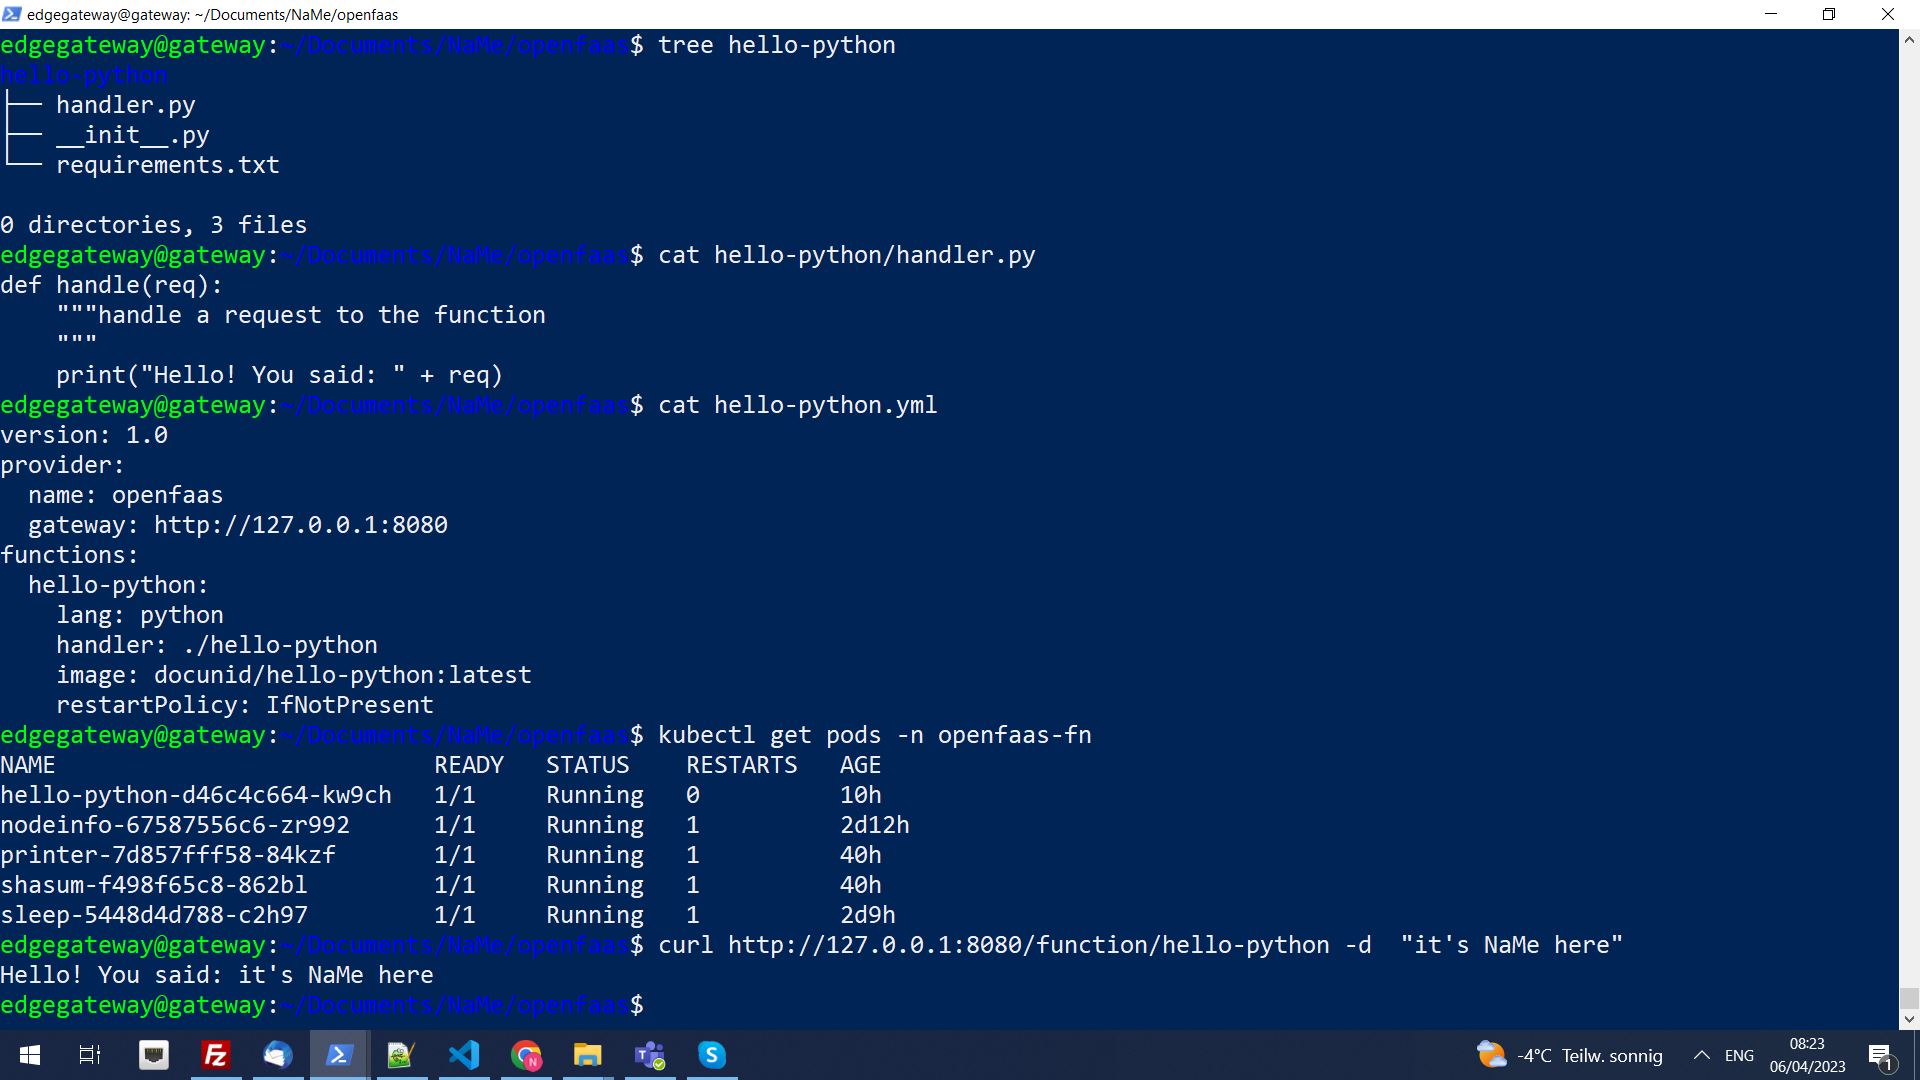 edgegateway@gateway: ~/Documents/NaMe/openfaas
edgegateway@gateway:~/Documents/NaMe/openfaas$ tree hello-python
hello-python
├── handler.py
├── __init__.py
└── requirements.txt
0 directories, 3 files
edgegateway@gateway:~/Documents/NaMe/openfaas$ cat hello-python/handler.py
def handle(req):
    """handle a request to the function
    """
    print("Hello! You said: " + req)
edgegateway@gateway:~/Documents/NaMe/openfaas$ cat hello-python.yml
version: 1.0
provider:
  name: openfaas
  gateway: http://127.0.0.1:8080
functions:
  hello-python:
    lang: python
    handler: ./hello-python
    image: docunid/hello-python:latest
    restartPolicy: IfNotPresent
edgegateway@gateway:~/Documents/NaMe/openfaas$ kubectl get pods -n openfaas-fn
NAME                           READY   STATUS    RESTARTS   AGE
hello-python-d46c4c664-kw9ch   1/1     Running   0          10h
nodeinfo-67587556c6-zr992      1/1     Running   1          2d12h
printer-7d857fff58-84kzf       1/1     Running   1          40h
shasum-f498f65c8-862bl         1/1     Running   1          40h
sleep-5448d4d788-c2h97         1/1     Running   1          2d9h
edgegateway@gateway:~/Documents/NaMe/openfaas$ curl http://127.0.0.1:8080/function/hello-python -d  "it's NaMe here"
Hello! You said: it's NaMe here
edgegateway@gateway:~/Documents/NaMe/openfaas$
-4°C Teilw. sonnig ENG 08:23
06/04/2023 1